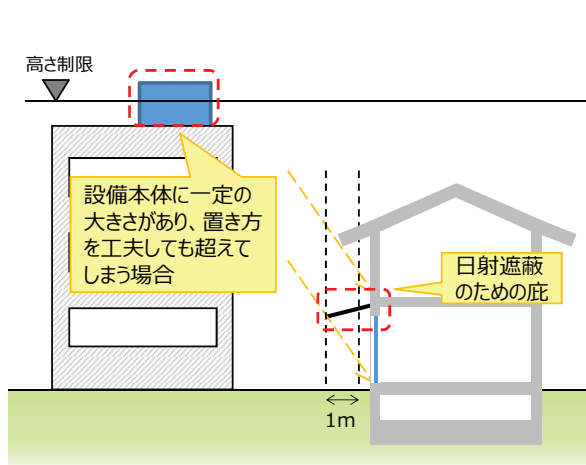 高さ制限
設備本体に一定の
大きさがあり、置き方
を工夫しても超えて
しまう場合
日射遮蔽
のための庇
1m